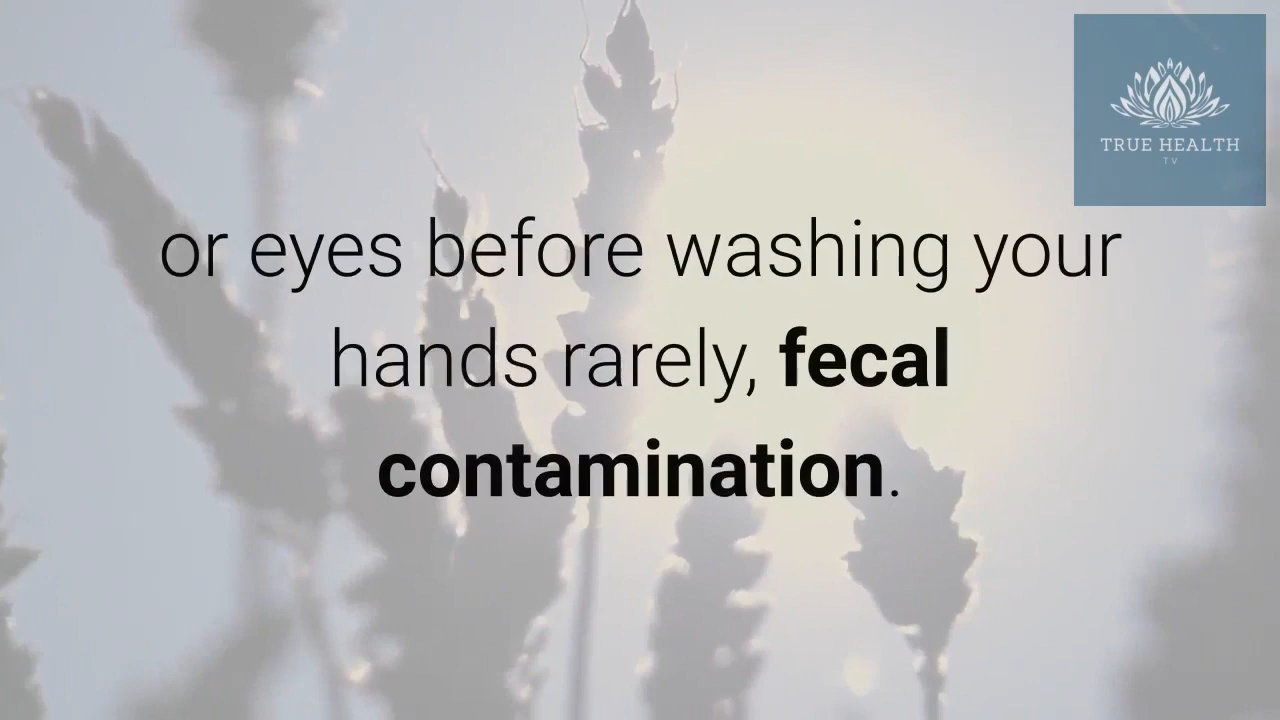 TRUE HEALTH
TV
or eyes before washing your
hands rarely, fecal
contamination.